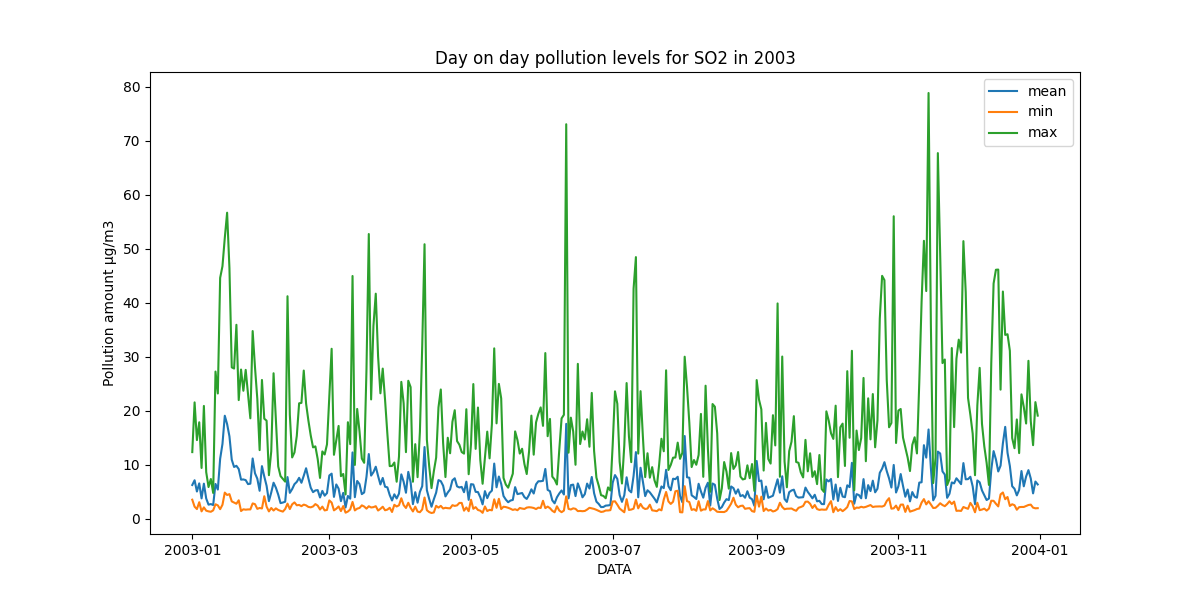 Day on day pollution levels for SO2 in 2003
mean
min
max
80
70
60
50
40
30
20
10
0
Pollution amount µg/m3
2003-01
2003-03
2003-05
2003-07
2003-09
2003-11
2004-01
DATA